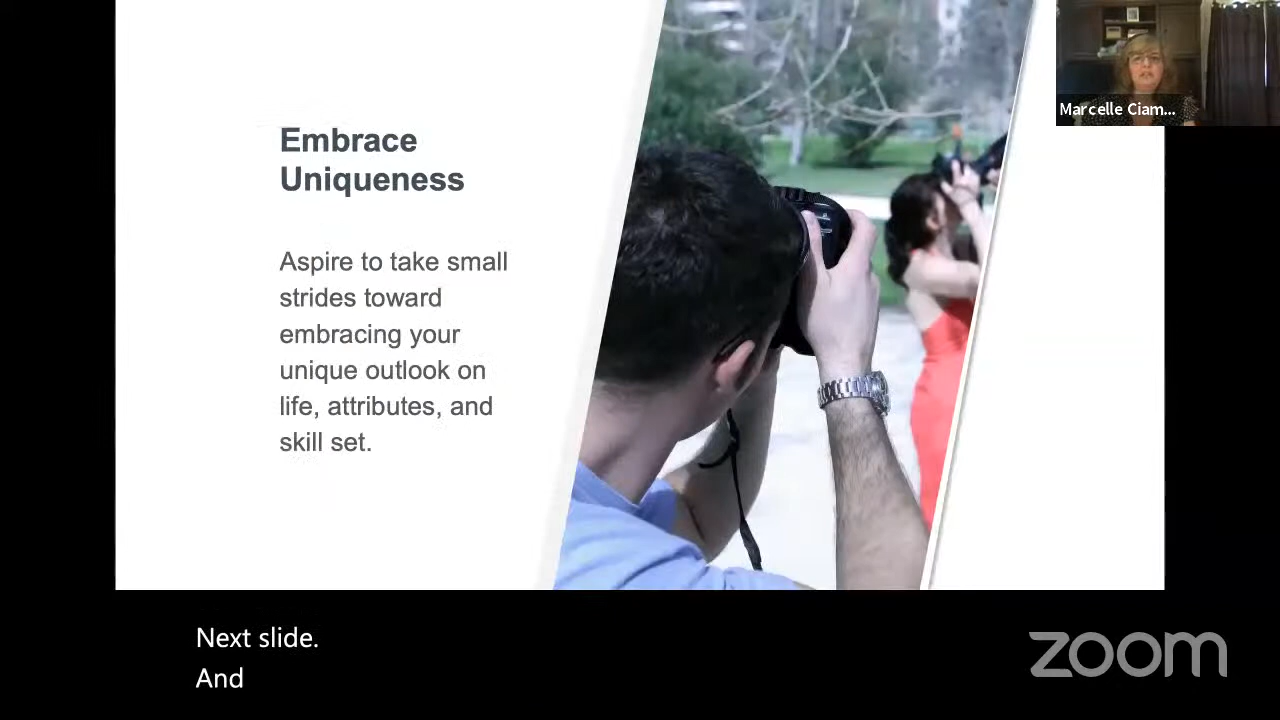 Marcelle Ciam...
Embrace
Uniqueness
Aspire to take small
strides toward
embracing your
unique outlook on
life, attributes, and
skill set.
Next slide.
And
zoom